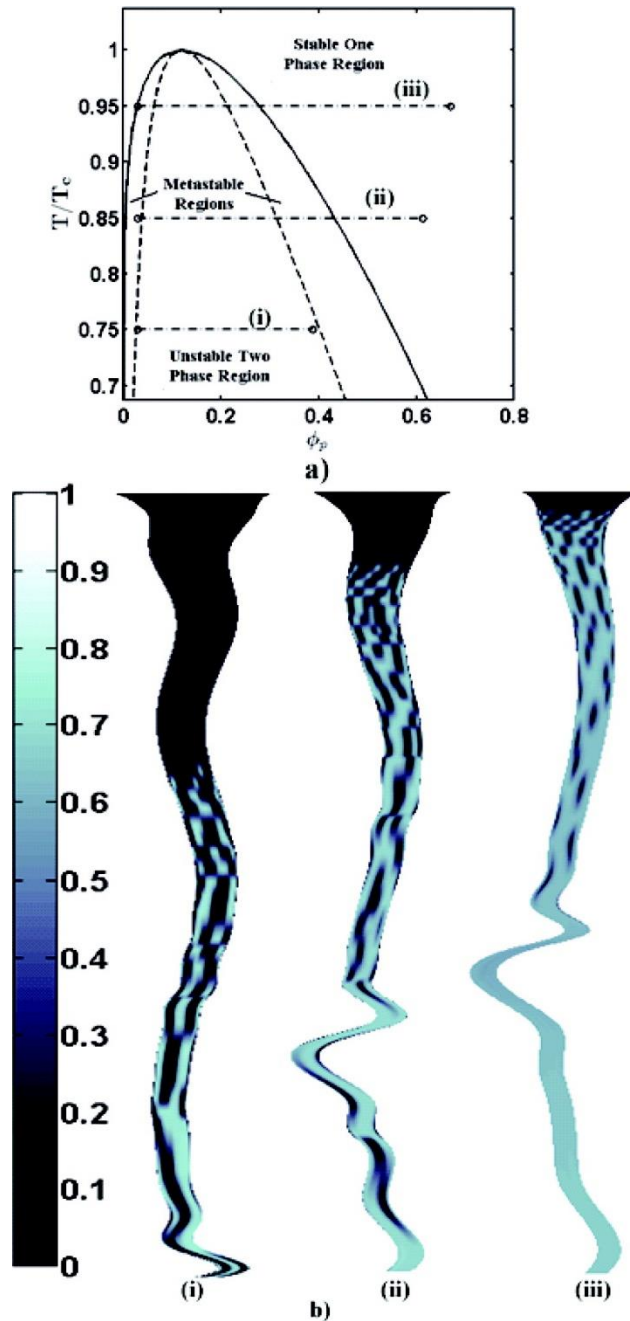 Stable One
Phase Region
(iii)
Metastable
Regions
(ii)
(i)
Unstable Two
Phase Region
T/Tc
1
0.95
0.9
0.85
0.8
0.75
0.7
0
0.2
0.4
0.6
0.8
ϕp
a)
1
0.9
0.8
0.7
0.6
0.5
0.4
0.3
0.2
0.1
0
(i)
(ii)
(iii)
b)